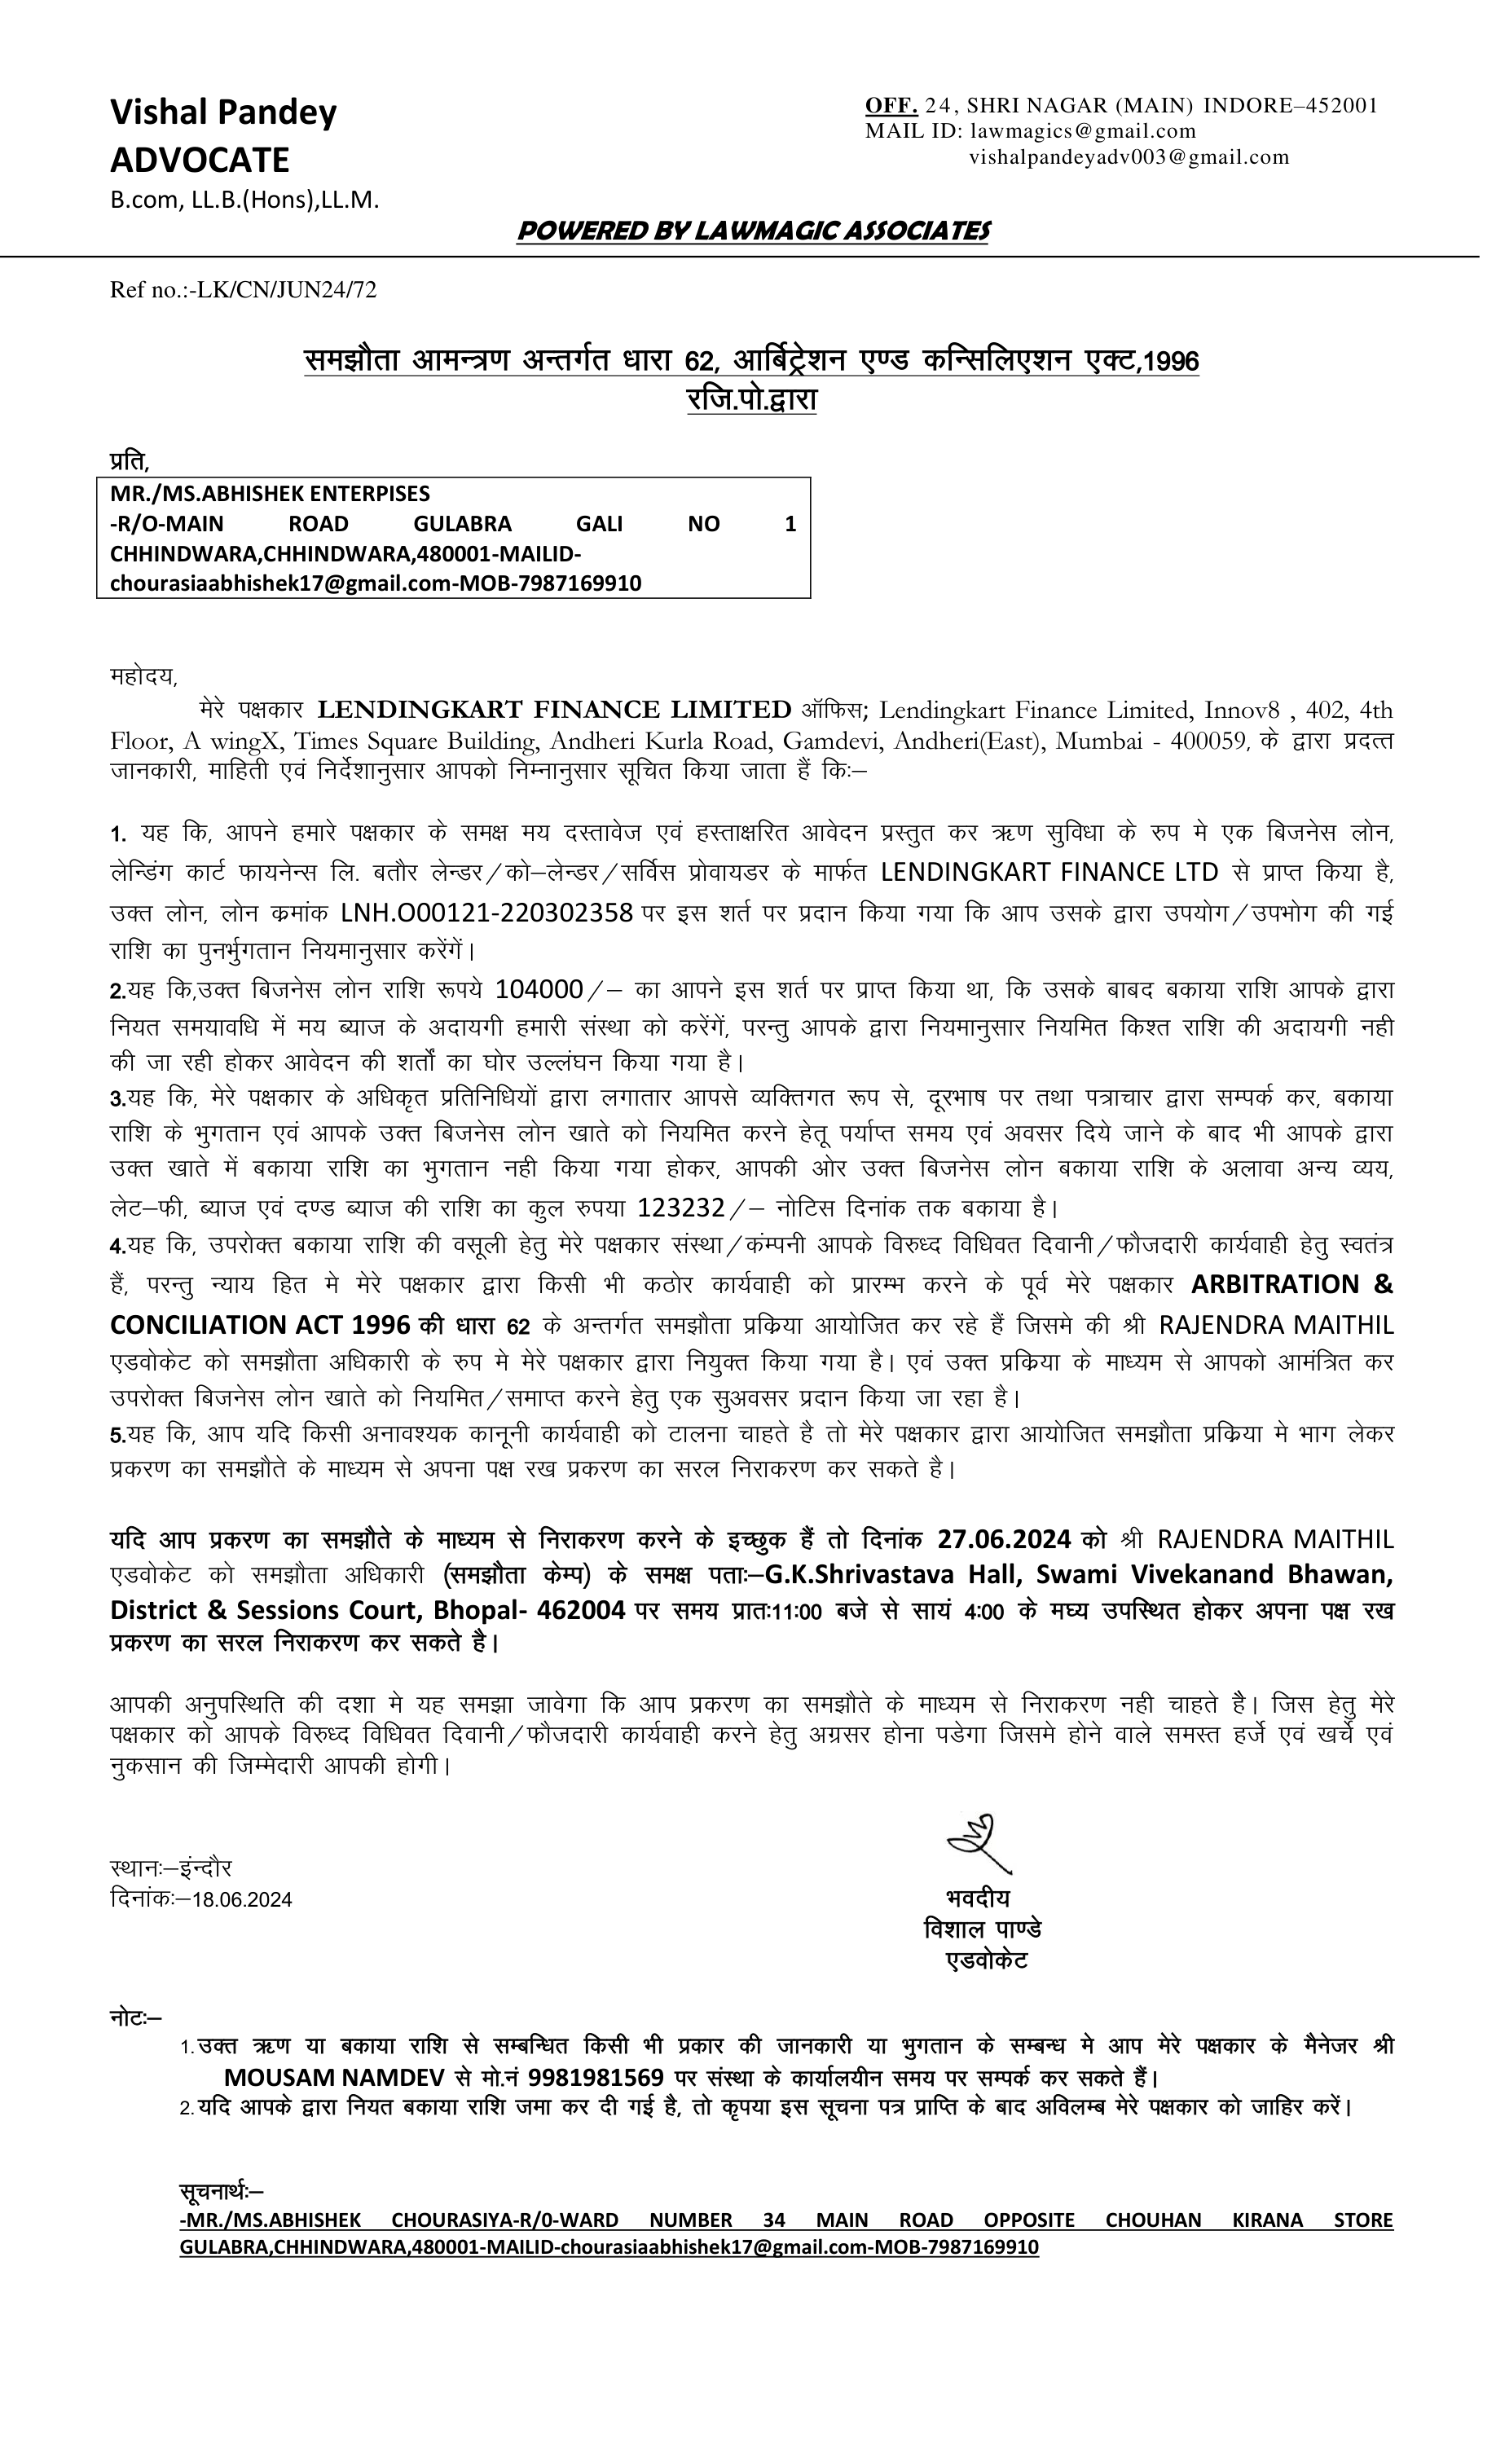 Vishal Pandey
ADVOCATE
B.com, LL.B.(Hons),LL.M.
OFF. 24, SHRI NAGAR (MAIN) INDORE–452001
MAIL ID: lawmagics@gmail.com
vishalpandeyadv003@gmail.com
POWERED BY LAWMAGIC ASSOCIATES
Ref no.:-LK/CN/JUN24/72
समझौता आमन्त्रण अन्तर्गत धारा 62, आर्बिट्रेशन एण्ड कन्सिलिएशन एक्ट,1996
रजि.पो.द्वारा
प्रति,
MR./MS.ABHISHEK ENTERPISES
-R/O-MAIN ROAD GULABRA GALI NO 1
CHHINDWARA,CHHINDWARA,480001-MAILID-
chourasiaabhishek17@gmail.com-MOB-7987169910
महोदय,
मेरे पक्षकार LENDINGKART FINANCE LIMITED ऑफिस; Lendingkart Finance Limited, Innov8 , 402, 4th
Floor, A wingX, Times Square Building, Andheri Kurla Road, Gamdevi, Andheri(East), Mumbai - 400059, के द्वारा प्रदत्त
जानकारी, माहिती एवं निर्देशानुसार आपको निम्नानुसार सूचित किया जाता हैं कि:–
1. यह कि, आपने हमारे पक्षकार के समक्ष मय दस्तावेज एवं हस्ताक्षरित आवेदन प्रस्तुत कर ऋण सुविधा के रुप मे एक बिजनेस लोन,
लेन्डिंग कार्ट फायनेन्स लि. बतौर लेन्डर/को–लेन्डर/सर्विस प्रोवायडर के मार्फत LENDINGKART FINANCE LTD से प्राप्त किया है,
उक्त लोन, लोन क्रमांक LNH.O00121-220302358 पर इस शर्त पर प्रदान किया गया कि आप उसके द्वारा उपयोग/उपभोग की गई
राशि का पुनर्भुगतान नियमानुसार करेंगें।
2.यह कि,उक्त बिजनेस लोन राशि रूपये 104000/– का आपने इस शर्त पर प्राप्त किया था, कि उसके बाबद बकाया राशि आपके द्वारा
नियत समयावधि में मय ब्याज के अदायगी हमारी संस्था को करेंगें, परन्तु आपके द्वारा नियमानुसार नियमित किश्त राशि की अदायगी नही
की जा रही होकर आवेदन की शर्तों का घोर उल्लंघन किया गया है।
3.यह कि, मेरे पक्षकार के अधिकृत प्रतिनिधियों द्वारा लगातार आपसे व्यक्तिगत रूप से, दूरभाष पर तथा पत्राचार द्वारा सम्पर्क कर, बकाया
राशि के भुगतान एवं आपके उक्त बिजनेस लोन खाते को नियमित करने हेतू पर्याप्त समय एवं अवसर दिये जाने के बाद भी आपके द्वारा
उक्त खाते में बकाया राशि का भुगतान नही किया गया होकर, आपकी ओर उक्त बिजनेस लोन बकाया राशि के अलावा अन्य व्यय,
लेट–फी, ब्याज एवं दण्ड ब्याज की राशि का कुल रुपया 123232/– नोटिस दिनांक तक बकाया है।
4.यह कि, उपरोक्त बकाया राशि की वसूली हेतु मेरे पक्षकार संस्था/कंम्पनी आपके विरुध्द विधिवत दिवानी/फौजदारी कार्यवाही हेतु स्वतंत्र
हैं, परन्तु न्याय हित मे मेरे पक्षकार द्वारा किसी भी कठोर कार्यवाही को प्रारम्भ करने के पूर्व मेरे पक्षकार ARBITRATION &
CONCILIATION ACT 1996 की धारा 62 के अन्तर्गत समझौता प्रक्रिया आयोजित कर रहे हैं जिसमे की श्री RAJENDRA MAITHIL
एडवोकेट को समझौता अधिकारी के रुप मे मेरे पक्षकार द्वारा नियुक्त किया गया है। एवं उक्त प्रक्रिया के माध्यम से आपको आमंत्रित कर
उपरोक्त बिजनेस लोन खाते को नियमित/समाप्त करने हेतु एक सुअवसर प्रदान किया जा रहा है।
5.यह कि, आप यदि किसी अनावश्यक कानूनी कार्यवाही को टालना चाहते है तो मेरे पक्षकार द्वारा आयोजित समझौता प्रक्रिया मे भाग लेकर
प्रकरण का समझौते के माध्यम से अपना पक्ष रख प्रकरण का सरल निराकरण कर सकते है।
यदि आप प्रकरण का समझौते के माध्यम से निराकरण करने के इच्छुक हैं तो दिनांक 27.06.2024 को श्री RAJENDRA MAITHIL
एडवोकेट को समझौता अधिकारी (समझौता केम्प) के समक्ष पता:–G.K.Shrivastava Hall, Swami Vivekanand Bhawan,
District & Sessions Court, Bhopal- 462004 पर समय प्रात:11:00 बजे से सायं 4:00 के मघ्य उपस्थित होकर अपना पक्ष रख
प्रकरण का सरल निराकरण कर सकते है।
आपकी अनुपस्थिति की दशा मे यह समझा जावेगा कि आप प्रकरण का समझौते के माध्यम से निराकरण नही चाहते है। जिस हेतु मेरे
पक्षकार को आपके विरुध्द विधिवत दिवानी/फौजदारी कार्यवाही करने हेतु अग्रसर होना पडेगा जिसमे होने वाले समस्त हर्जे एवं खर्चे एवं
नुकसान की जिम्मेदारी आपकी होगी।
स्थान:–इंन्दौर
दिनांक:–18.06.2024
भवदीय
विशाल पाण्डे
एडवोकेट
नोट:–
1.उक्त ऋण या बकाया राशि से सम्बन्धित किसी भी प्रकार की जानकारी या भुगतान के सम्बन्ध मे आप मेरे पक्षकार के मैनेजर श्री
MOUSAM NAMDEV से मो.नं 9981981569 पर संस्था के कार्यालयीन समय पर सम्पर्क कर सकते हैं।
2.यदि आपके द्वारा नियत बकाया राशि जमा कर दी गई है, तो कृपया इस सूचना पत्र प्राप्ति के बाद अविलम्ब मेरे पक्षकार को जाहिर करें।
सूचनार्थ:–
-MR./MS.ABHISHEK CHOURASIYA-R/0-WARD NUMBER 34 MAIN ROAD OPPOSITE CHOUHAN KIRANA STORE
GULABRA,CHHINDWARA,480001-MAILID-chourasiaabhishek17@gmail.com-MOB-7987169910